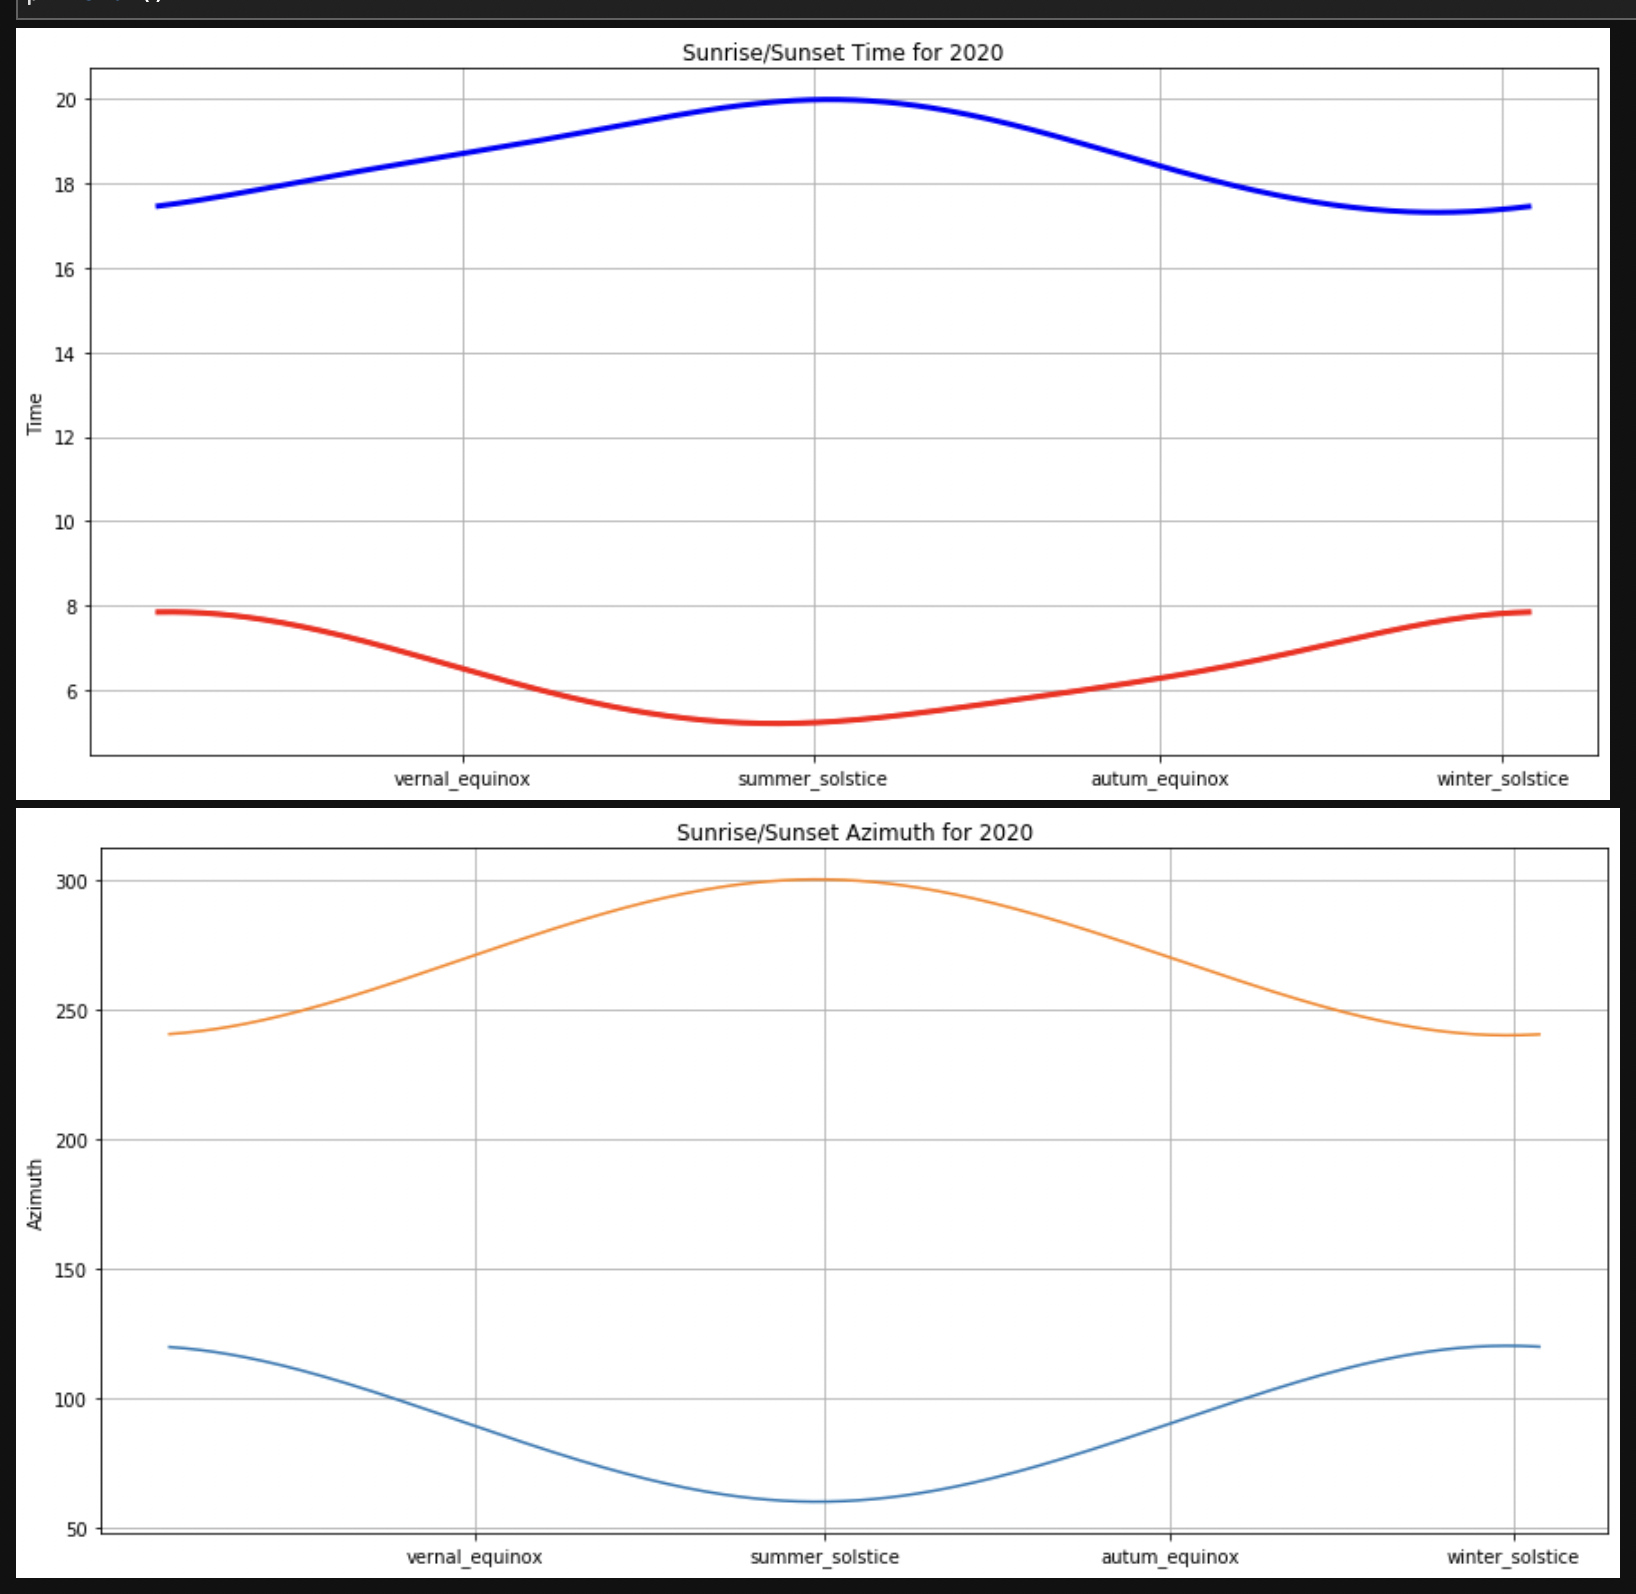 Sunrise/Sunset Time for 2020
20
18
16
14
12
10
8
6
Time
vernal_equinox summer_solstice autum_equinox winter_solstice
Sunrise/Sunset Azimuth for 2020
300
250
200
150
100
50
Azimuth
vernal_equinox summer_solstice autum_equinox winter_solstice